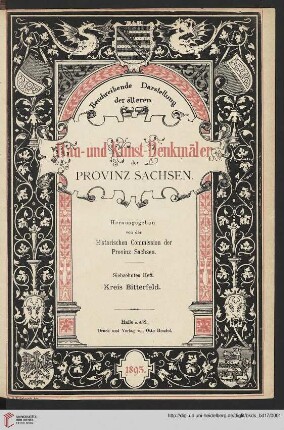 Beschreibende Darstellung
der älteren
Bau-und Kunst-Denkmäler
der
PROVINZ SACHSEN.
Herausgegeben
von der
Historischen Commission der
Provinz Sachsen.
Siebzehntes Heft.
Kreis Bitterfeld.
Halle a. d/S.
Druck und Verlag von Otto Hendel.
1893.